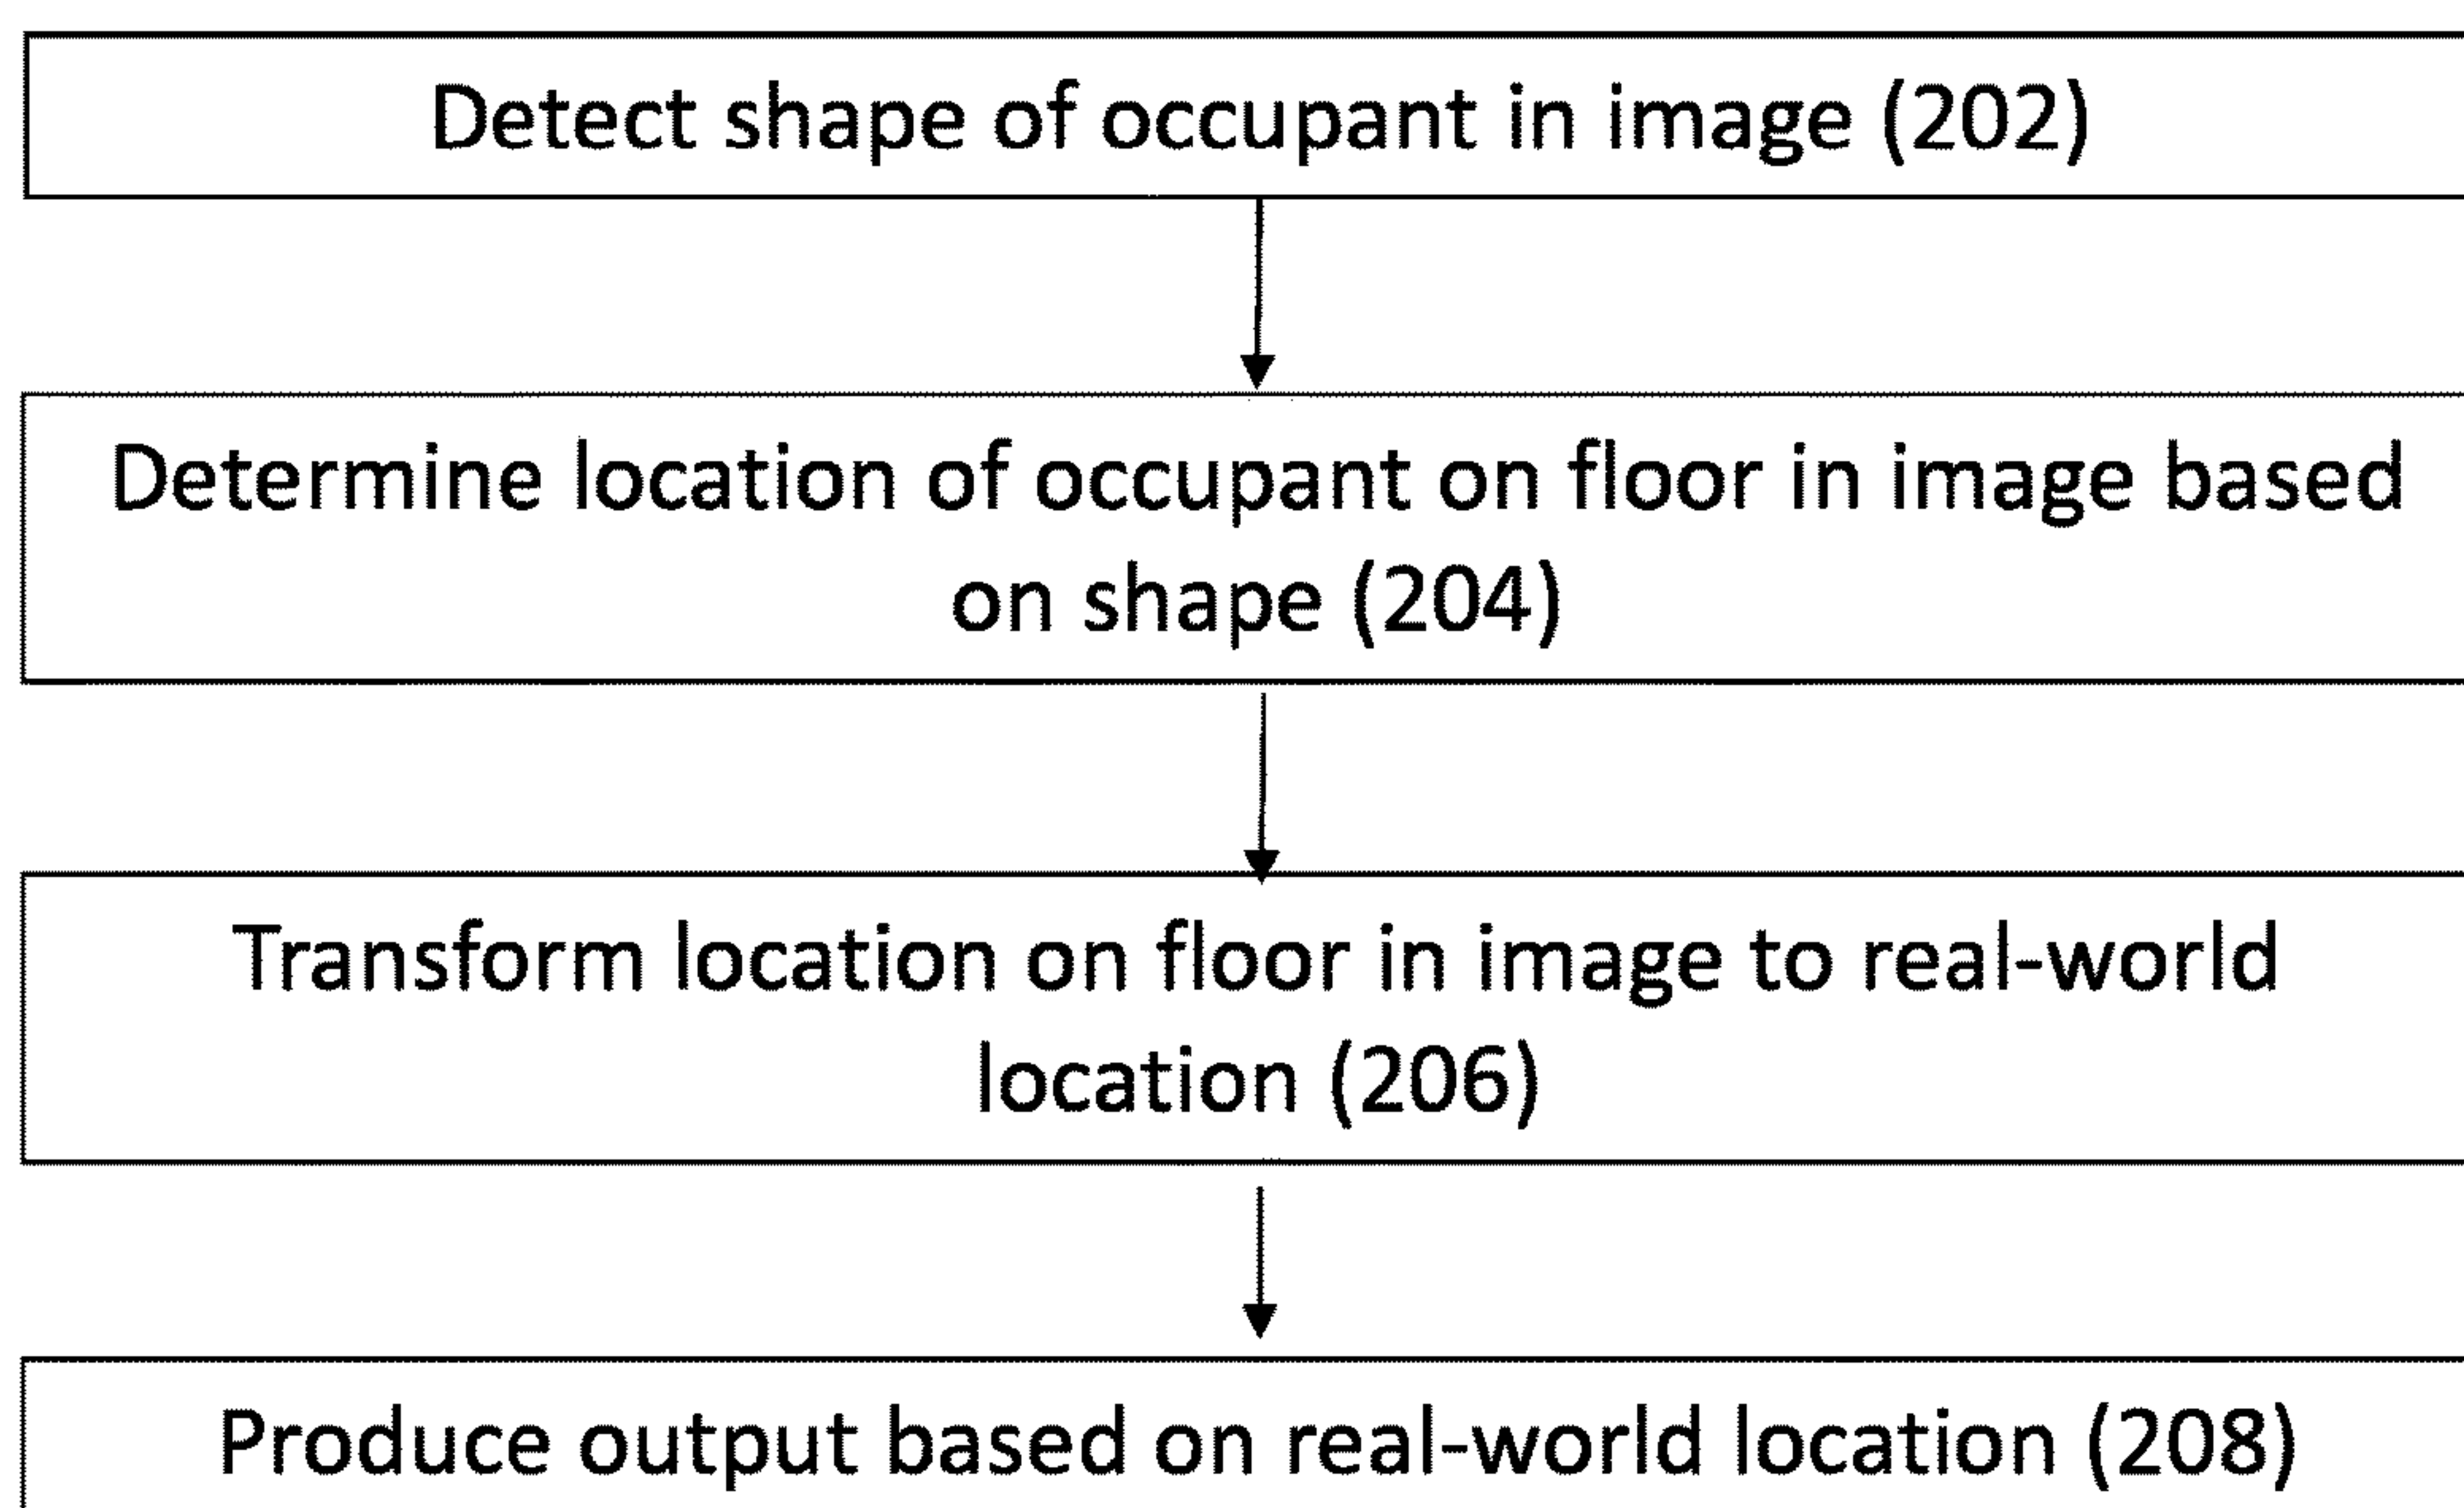 Detect shape of occupant in image (202)
Determine location of occupant on floor in image based
on shape (204)
Transform location on floor in image to real-world
location (206)
Produce output based on real-world location (208)